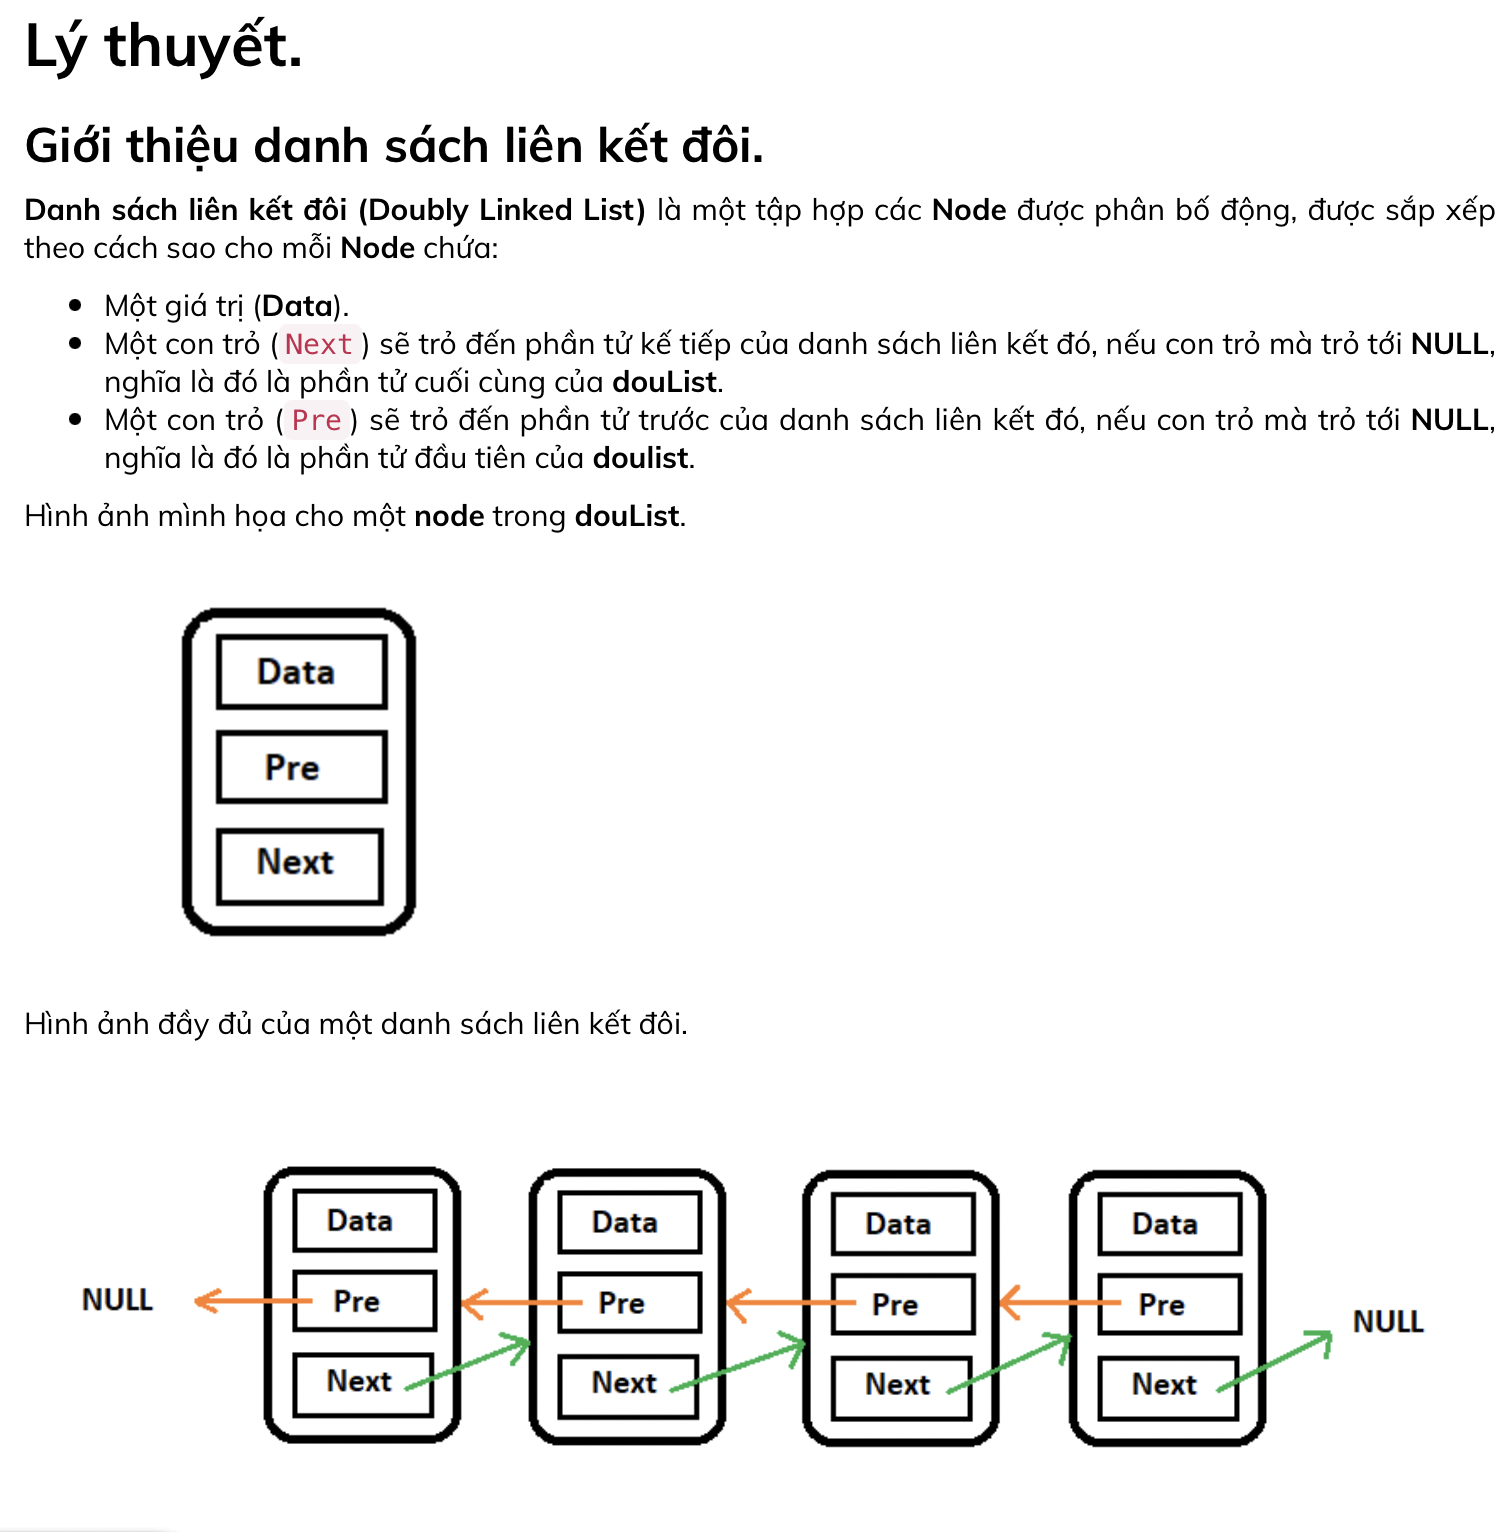 Lý thuyết.
Giới thiệu danh sách liên kết đôi.
Danh sách liên kết đôi (Doubly Linked List) là một tập hợp các Node được phân bố động, được sắp xếp
theo cách sao cho mỗi Node chứa:
Một giá trị (Data).
Một con trỏ (Next) sẽ trỏ đến phần tử kế tiếp của danh sách liên kết đó, nếu con trỏ mà trỏ tới NULL,
nghĩa là đó là phần tử cuối cùng của douList.
Một con trỏ (Pre) sẽ trỏ đến phần tử trước của danh sách liên kết đó, nếu con trỏ mà trỏ tới NULL,
nghĩa là đó là phần tử đầu tiên của doulist.
Hình ảnh mình họa cho một node trong douList.
Data
Pre
Next
Hình ảnh đầy đủ của một danh sách liên kết đôi.
Data Data Data Data
NULL Pre Pre Pre Pre NULL
Next Next Next Next